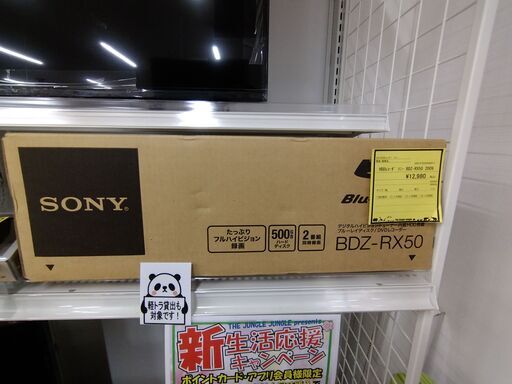 SONY
たっぷり
フルハイビジョン
録画
500GB
ハード
ディスク
2番組
同時録画
Blu
デジタルハイビジョンチューナー内蔵HDD搭載
ブルーレイディスク/DVDレコーダー
BDZ-RX50
BDZ-RX50 2009
¥12,980
軽トラ貸出も
対象です!
THE JUNGLE JUNGLE presents
新生活応援
キャンペーン
ポイントカード・アプリ会員様限定